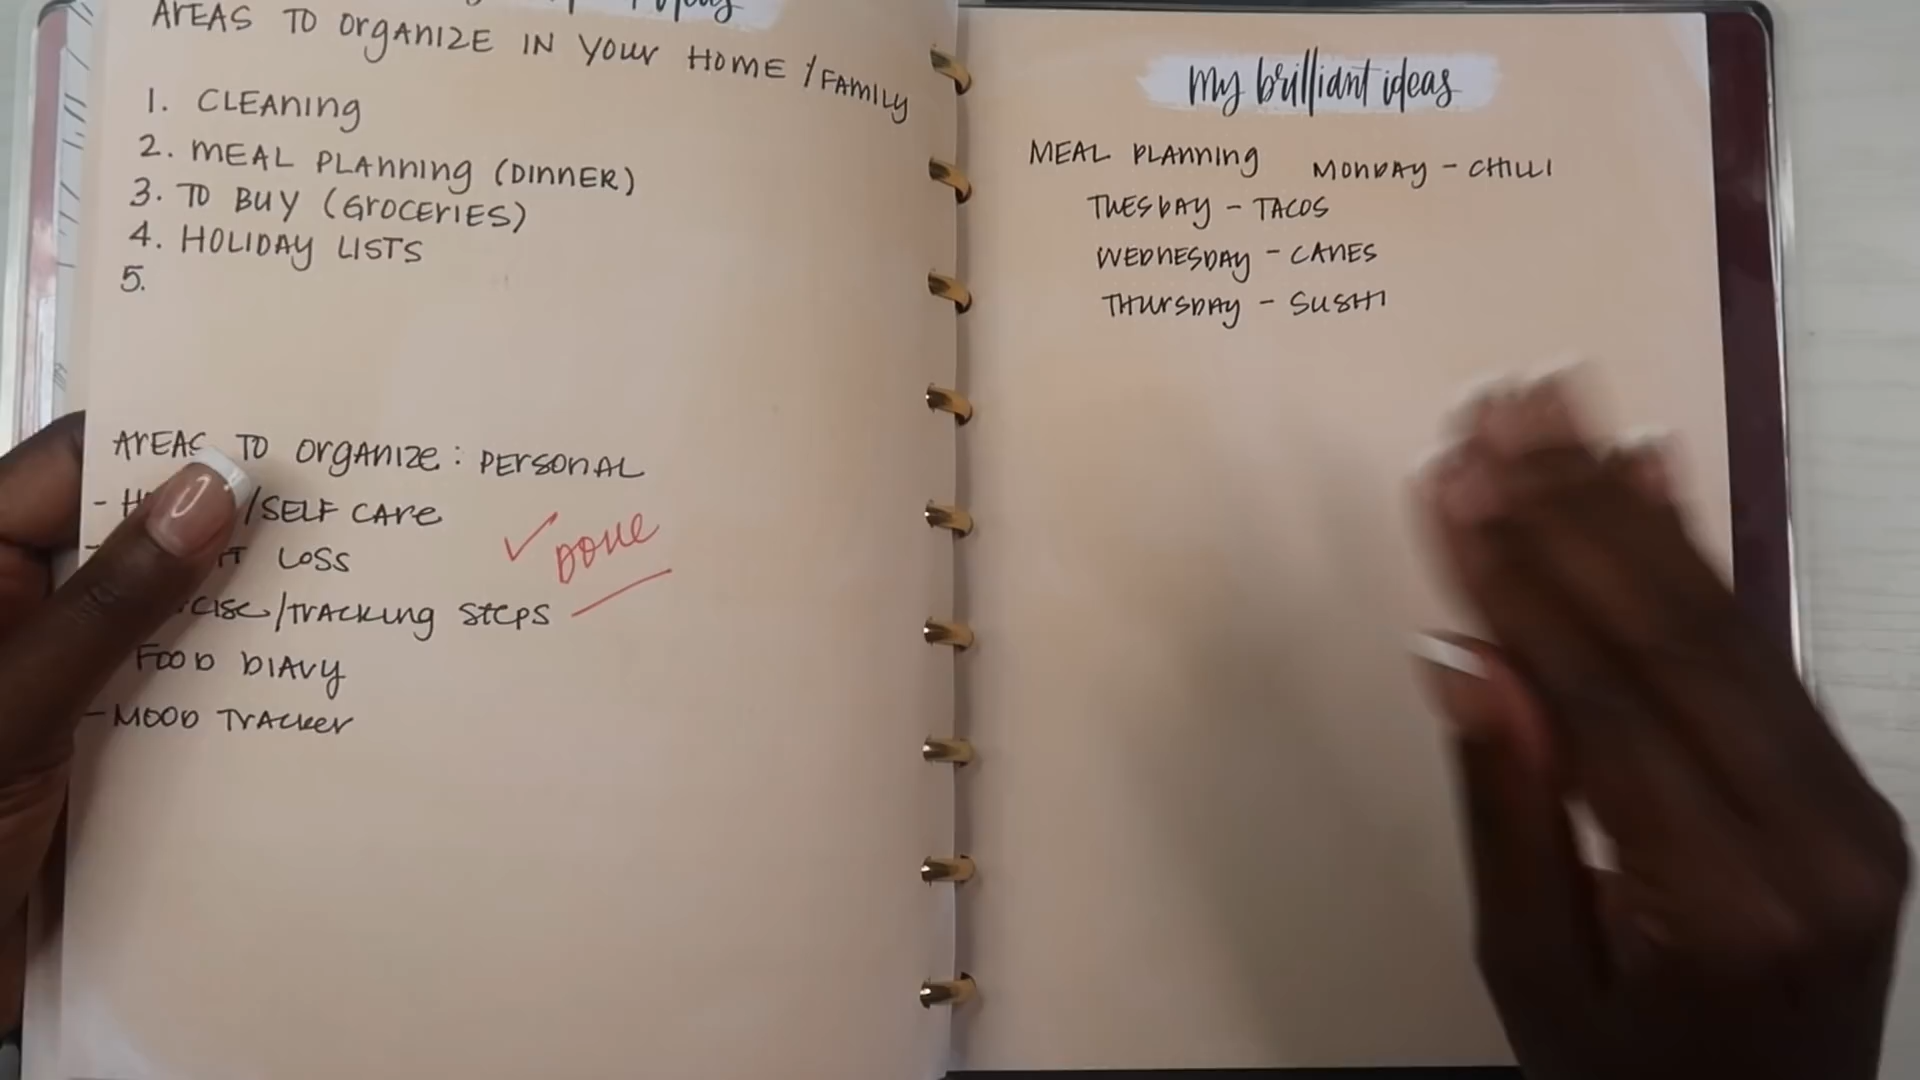 AREAS TO OrgANIZE IN YOUR HOME / FAMILY
1. CLEANing
2. MEAL PLANNing (DINNER)
3. TO BUY (GROCERIES)
4. HOLIDAY LISTS
5.
AREAS TO OrgANIZE: PERSONAL
/SELF CARE
LOSS
/TRACKING STEPS
FOOD DIARY
- MOOD TRACKER
✓ DONE
my brilliant ideas
MEAL PLANNING MONDAY - CHILLI
TUESDAY - TACOS
WEDNESDAY - CANES
THURSDAY - SUSHI